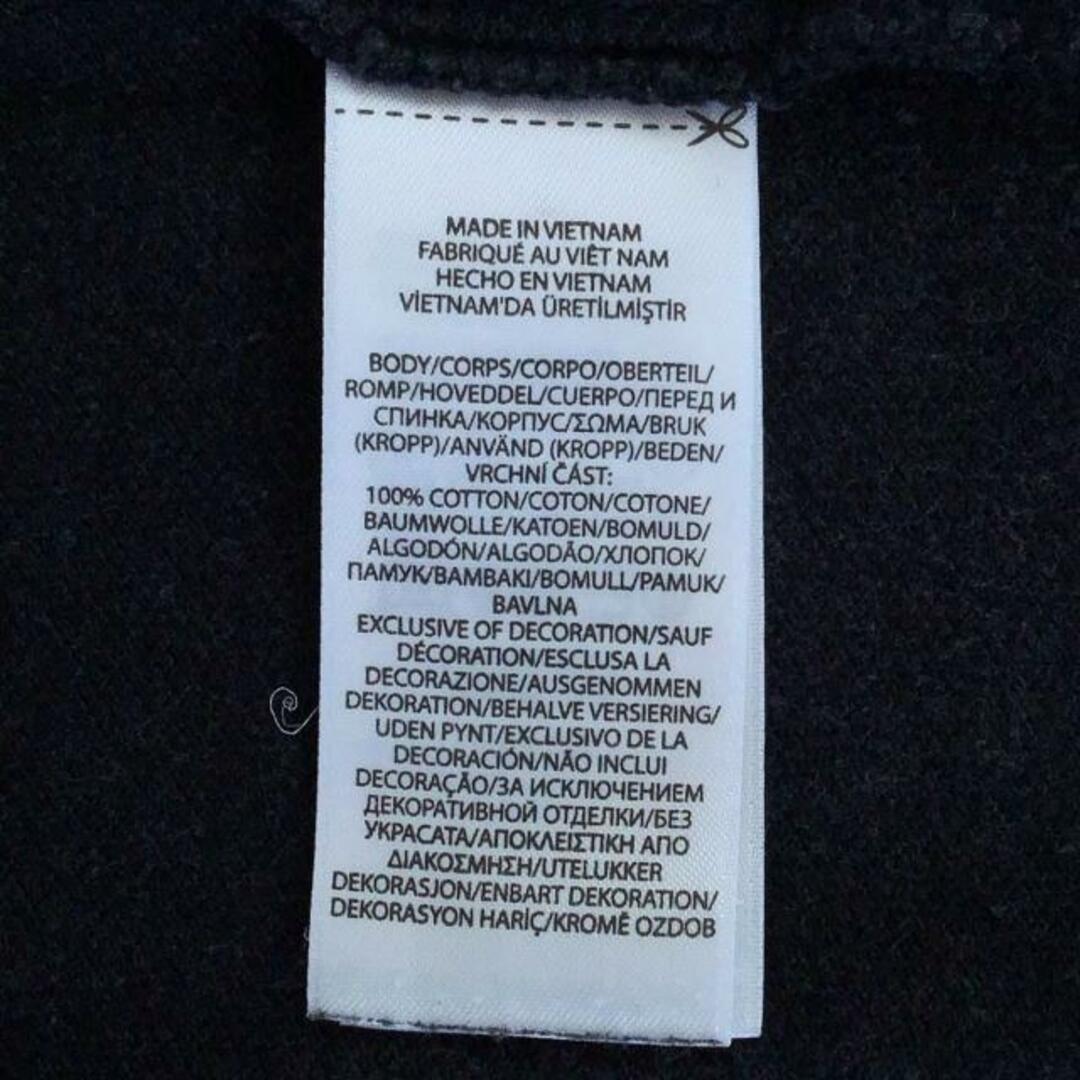 MADE IN VIETNAM
FABRIQUÉ AU VIÊT NAM
HECHO EN VIETNAM
VİETNAM'DA ÜRETİLMİŞTİR
BODY/CORPS/CORPO/OBERTEIL/
ROMP/HOVEDDEL/CUERPO/ПЕРЕД И
СПИНКА/КОРПУС/ΣΩΜΑ/BRUK
(KROPP)/ANVÄND (KROPP)/BEDEN/
VRCHNÍ ČÁST:
100% COTTON/COTON/COTONE/
BAUMWOLLE/KATOEN/BOMULD/
ALGODÓN/ALGODÃO/ХЛОПОК/
ПАМУК/ΒΑΜΒΑΚΙ/BOMULL/PAMUK/
BAVLNA
EXCLUSIVE OF DECORATION/SAUF
DÉCORATION/ESCLUSA LA
DECORAZIONE/AUSGENOMMEN
DEKORATION/BEHALVE VERSIERING/
UDEN PYNT/EXCLUSIVO DE LA
DECORACIÓN/NÃO INCLUI
DECORAÇÃO/ЗА ИСКЛЮЧЕНИЕМ
ДЕКОРАТИВНОЙ ОТДЕЛКИ/БЕЗ
УКРАСАТА/ΑΠΟΚΛΕΙΣΤΙΚΗ ΑΠΟ
ΔΙΑΚΟΣΜΗΣΗ/UTELUKKER
DEKORASJON/ENBART DEKORATION/
DEKORASYON HARİÇ/KROMĚ OZDOB